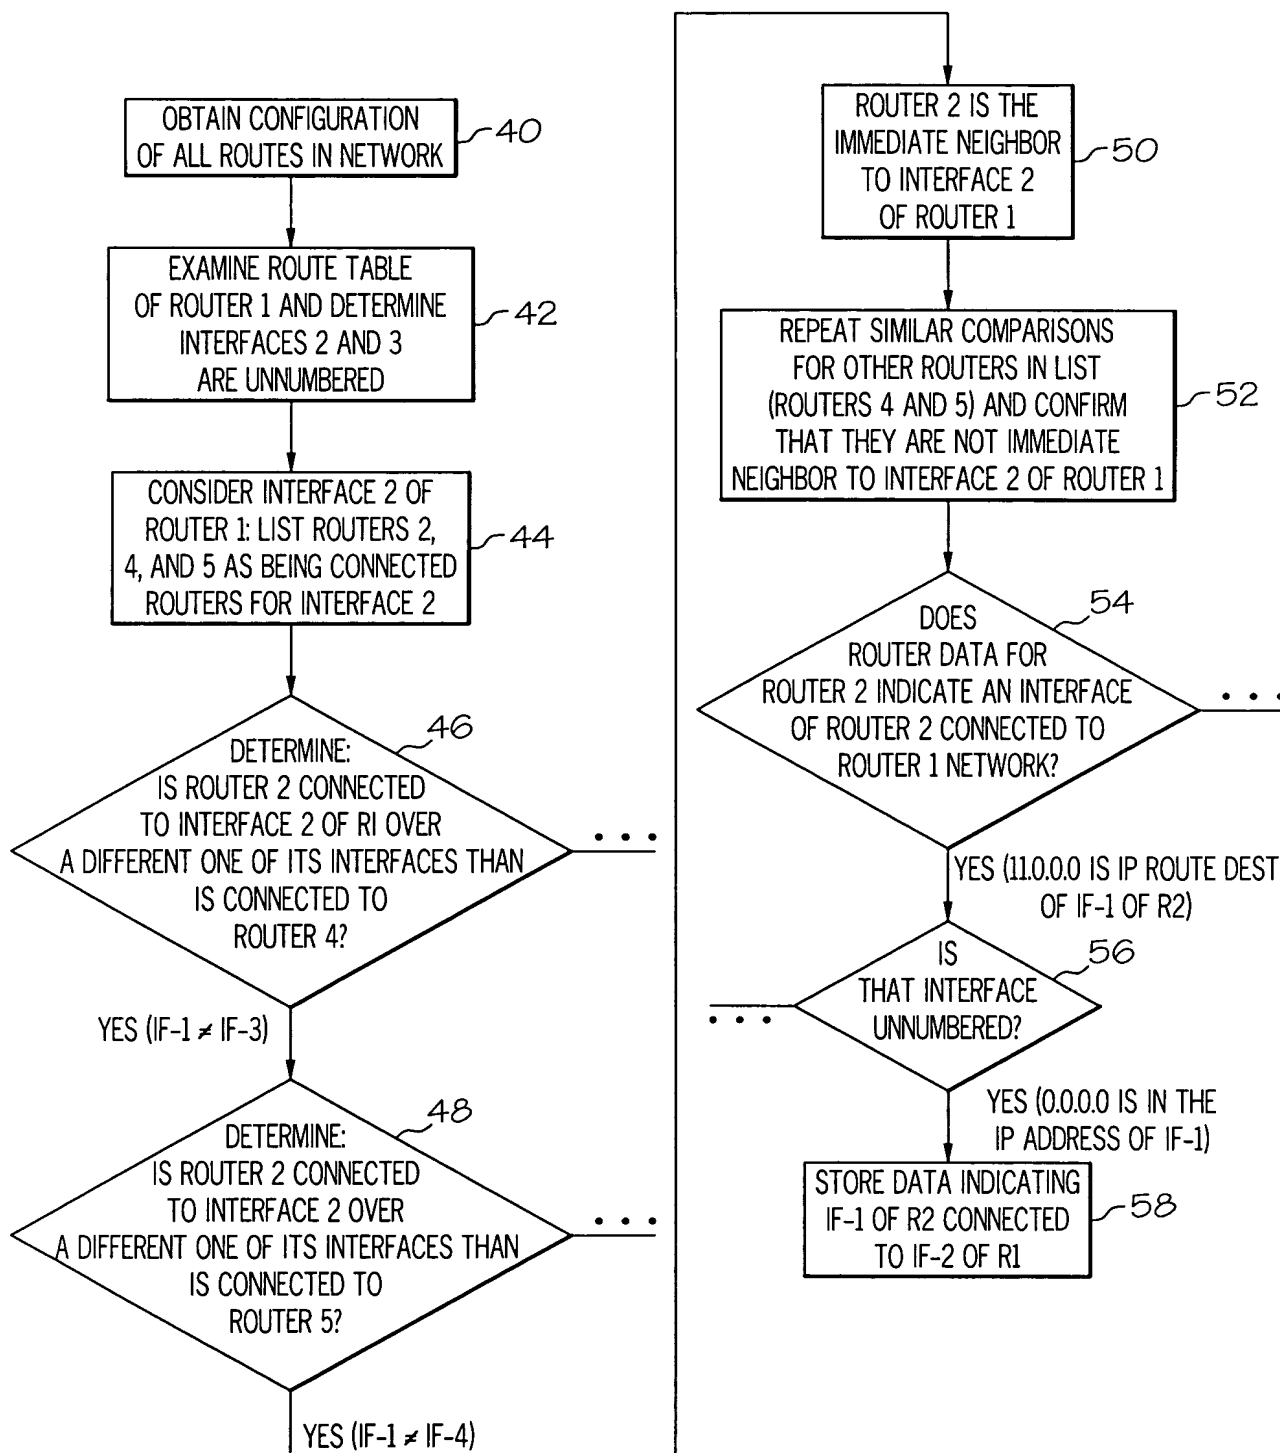 OBTAIN CONFIGURATION
OF ALL ROUTES IN NETWORK
40
EXAMINE ROUTE TABLE
OF ROUTER 1 AND DETERMINE
INTERFACES 2 AND 3
ARE UNNUMBERED
42
CONSIDER INTERFACE 2 OF
ROUTER 1: LIST ROUTERS 2,
4, AND 5 AS BEING CONNECTED
ROUTERS FOR INTERFACE 2
44
DETERMINE:
IS ROUTER 2 CONNECTED
TO INTERFACE 2 OF RI OVER
A DIFFERENT ONE OF ITS INTERFACES THAN
IS CONNECTED TO
ROUTER 4?
46
• • •
YES (IF-1 ≠ IF-3)
DETERMINE:
IS ROUTER 2 CONNECTED
TO INTERFACE 2 OVER
A DIFFERENT ONE OF ITS INTERFACES THAN
IS CONNECTED TO
ROUTER 5?
48
• • •
YES (IF-1 ≠ IF-4)
ROUTER 2 IS THE
IMMEDIATE NEIGHBOR
TO INTERFACE 2
OF ROUTER 1
50
REPEAT SIMILAR COMPARISONS
FOR OTHER ROUTERS IN LIST
(ROUTERS 4 AND 5) AND CONFIRM
THAT THEY ARE NOT IMMEDIATE
NEIGHBOR TO INTERFACE 2 OF ROUTER 1
52
DOES
ROUTER DATA FOR
ROUTER 2 INDICATE AN INTERFACE
OF ROUTER 2 CONNECTED TO
ROUTER 1 NETWORK?
54
• • •
YES (11.0.0.0 IS IP ROUTE DEST
OF IF-1 OF R2)
IS
THAT INTERFACE
UNNUMBERED?
56
• • •
YES (0.0.0.0 IS IN THE
IP ADDRESS OF IF-1)
STORE DATA INDICATING
IF-1 OF R2 CONNECTED
TO IF-2 OF R1
58